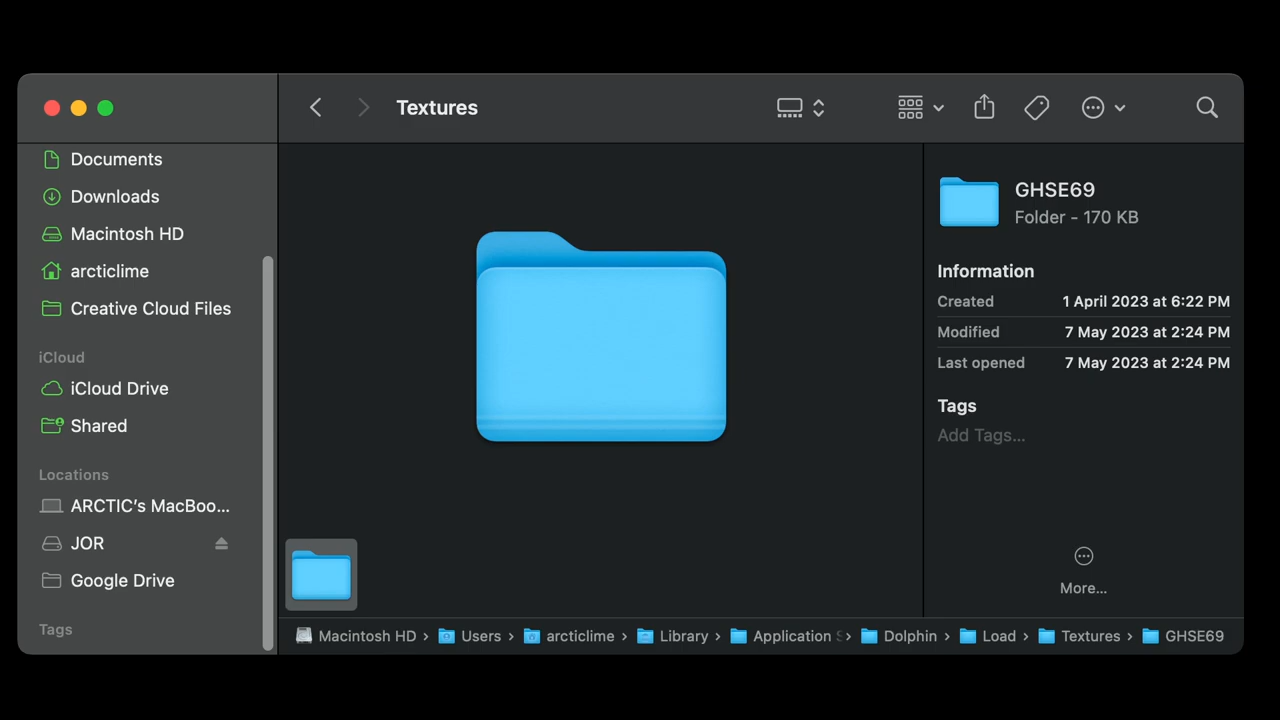 Textures
Documents
Downloads
Macintosh HD
arcticlime
Creative Cloud Files
iCloud
iCloud Drive
Shared
Locations
ARCTIC’s MacBoo...
JOR
Google Drive
Tags
GHSE69
Folder - 170 KB
Information
Created 1 April 2023 at 6:22 PM
Modified 7 May 2023 at 2:24 PM
Last opened 7 May 2023 at 2:24 PM
Tags
Add Tags...
More...
Macintosh HD › Users › arcticlime › Library › Application S › Dolphin › Load › Textures › GHSE69